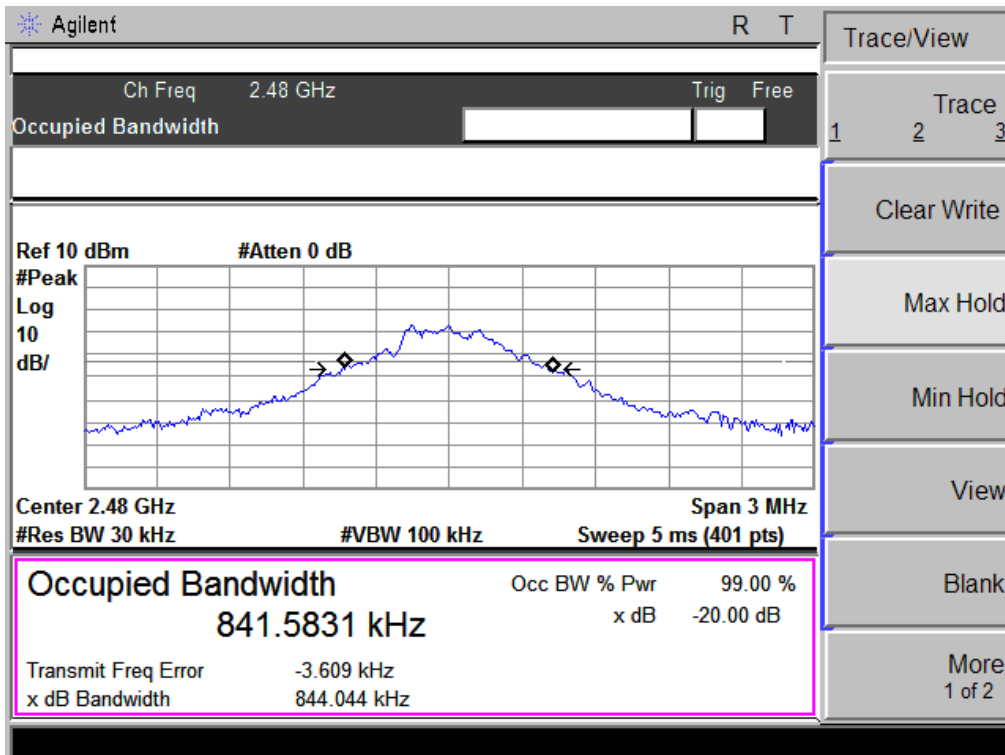 Agilent R T
Trace/View
Ch Freq 2.48 GHz Trig Free
Occupied Bandwidth
Trace
1 2 3
Clear Write
Ref 10 dBm #Atten 0 dB
#Peak
Log
10
dB/
Max Hold
Min Hold
View
Center 2.48 GHz Span 3 MHz
#Res BW 30 kHz #VBW 100 kHz Sweep 5 ms (401 pts)
Occupied Bandwidth Occ BW % Pwr 99.00 %
841.5831 kHz x dB -20.00 dB
Transmit Freq Error -3.609 kHz
x dB Bandwidth 844.044 kHz
Blank
More
1 of 2